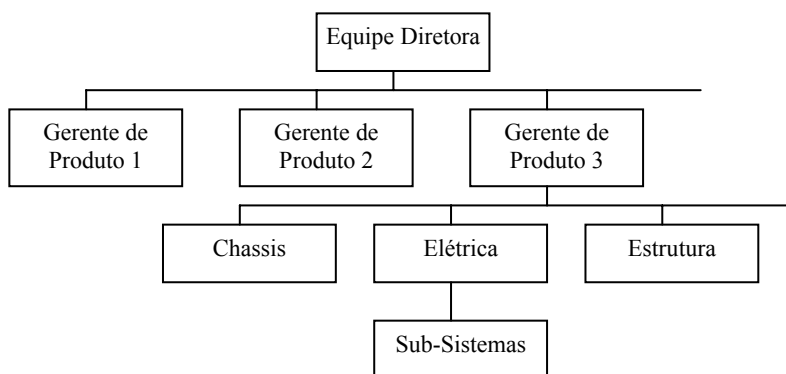 Equipe Diretora
Gerente de
Produto 1
Gerente de
Produto 2
Gerente de
Produto 3
Chassis
Elétrica
Estrutura
Sub-Sistemas